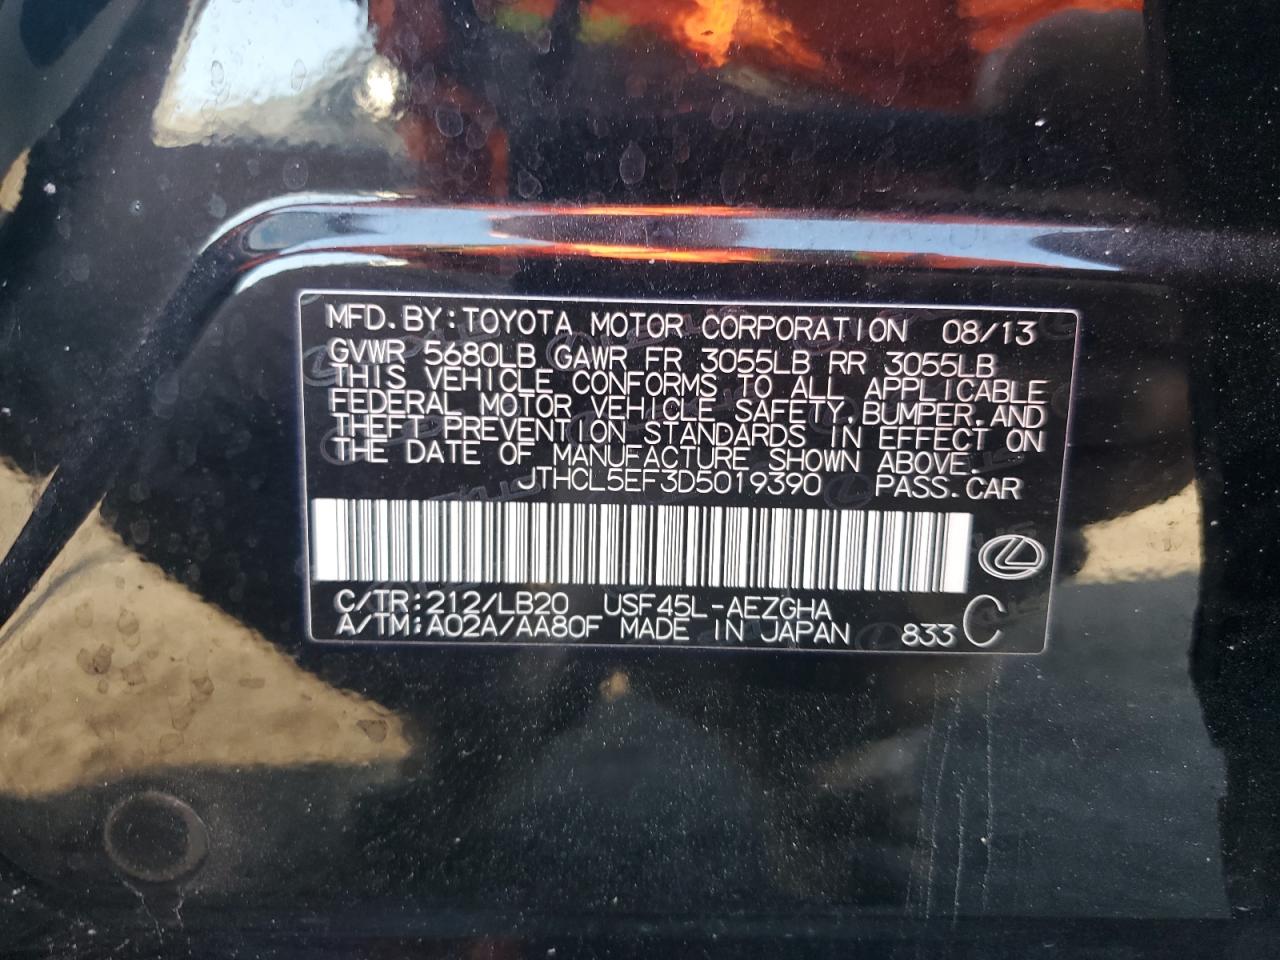 MFD.BY:TOYOTA MOTOR CORPORATION 08/13
GVWR 5680LB GAWR FR 3055LB RR 3055LB
THIS VEHICLE CONFORMS TO ALL APPLICABLE
FEDERAL MOTOR VEHICLE SAFETY,BUMPER,AND
THEFT PREVENTION STANDARDS IN EFFECT ON
THE DATE OF MANUFACTURE SHOWN ABOVE.
JTHCL5EF3D5019390 PASS.CAR
C/TR:212/LB20 USF45L-AEZGHA
A/TM:A02A/AA80F MADE IN JAPAN 833 C